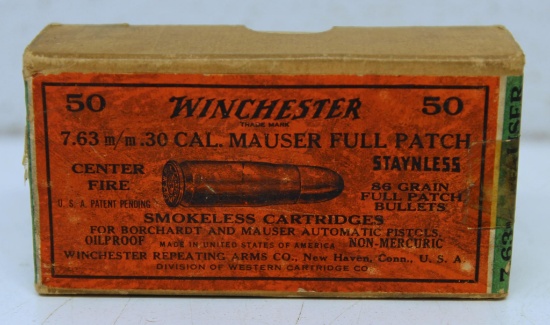 50 WINCHESTER 50
TRADE MARK
7.63 m/m .30 CAL. MAUSER FULL PATCH
CENTER FIRE
U.S.A. PATENT PENDING
STAYNLESS
86 GRAIN
FULL PATCH
BULLETS
SMOKELESS CARTRIDGES
FOR BORCHARDT AND MAUSER AUTOMATIC PISTOLS.
OILPROOF MADE IN UNITED STATES OF AMERICA NON-MERCURIC
WINCHESTER REPEATING ARMS CO., New Haven, Conn., U.S.A.
DIVISION OF WESTERN CARTRIDGE CO
7.63